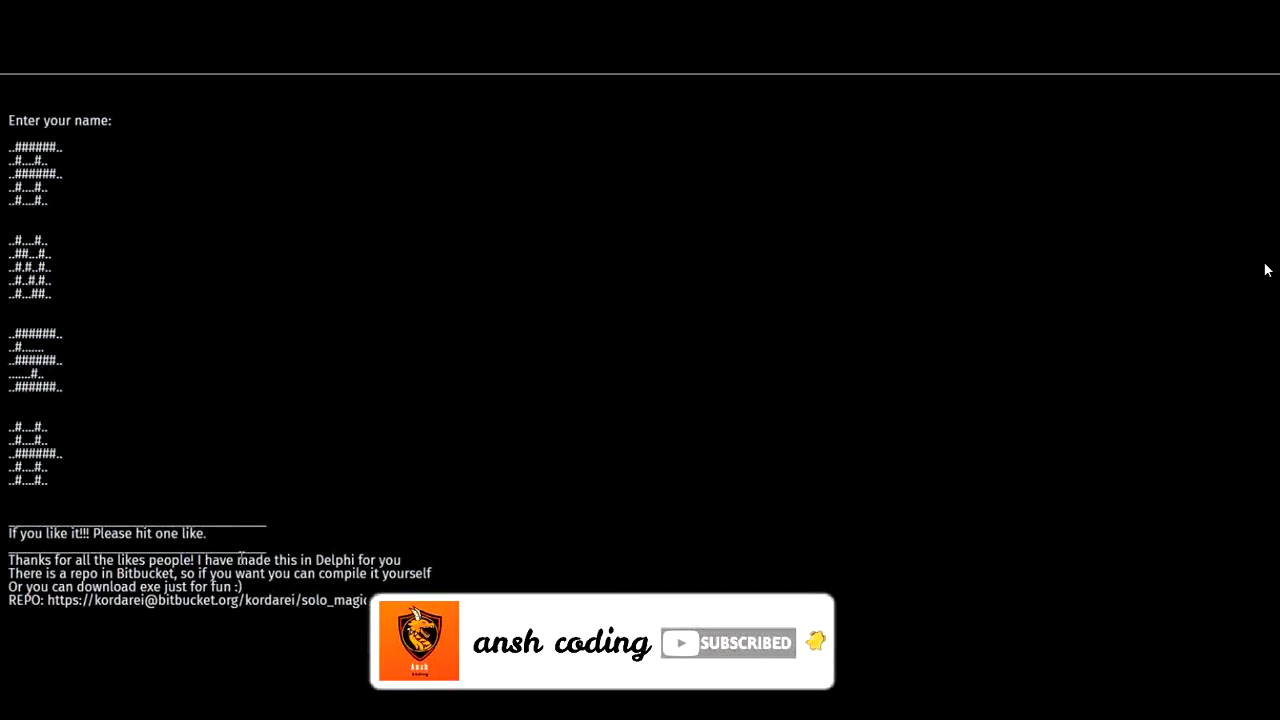 Enter your name:
..######..
..#....#..
..######..
..#....#..
..#....#..
..#....#..
..##...#..
..#.#..#..
..#..#.#..
..#...##..
..######..
..#.......
..######..
.......#..
..######..
..#....#..
..#....#..
..######..
..#....#..
..#....#..
If you like it!!! Please hit one like.
Thanks for all the likes people! I have made this in Delphi for you
There is a repo in Bitbucket, so if you want you can compile it yourself
Or you can download exe just for fun :)
REPO: https://kordarei@bitbucket.org/kordarei/solo_magic
Ansh
Coding
ansh coding
SUBSCRIBED